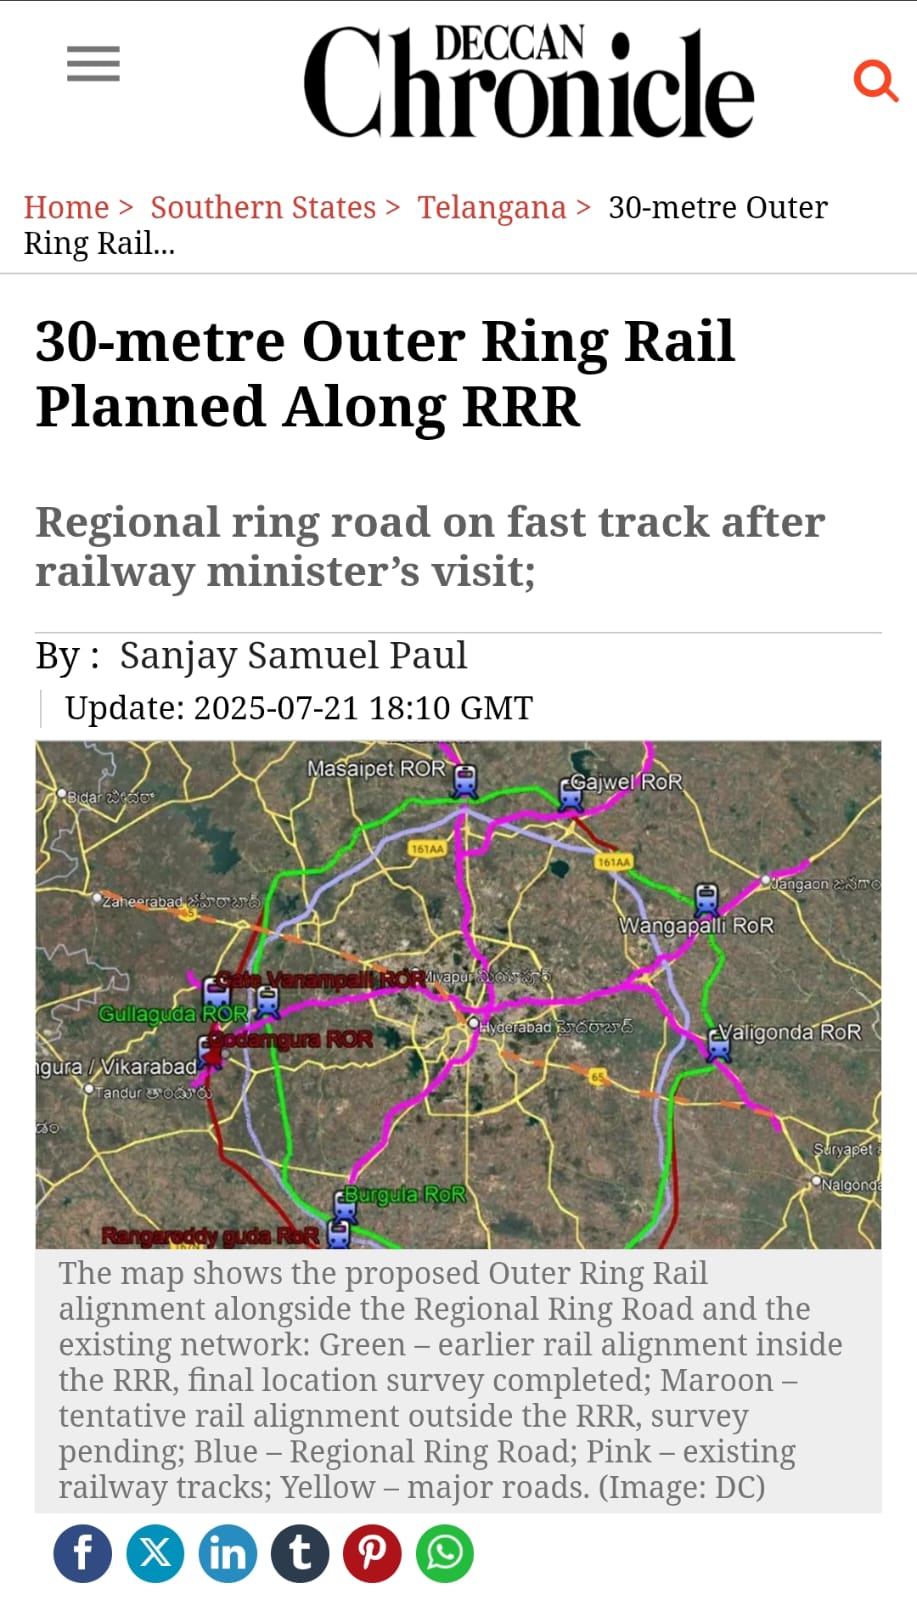 DECCAN
Chronicle
Home > Southern States > Telangana > 30-metre Outer
Ring Rail...
30-metre Outer Ring Rail
Planned Along RRR
Regional ring road on fast track after
railway minister’s visit;
By : Sanjay Samuel Paul
Update: 2025-07-21 18:10 GMT
Masaipet ROR
Gajwel RoR
Bidar ಬೀದರ್
161AA
161AA
Jangaon
Zaheerabad జహీరాబాద్
65
Wangapalli RoR
Gate Vanampalli ROR
Miyapur మియాపూర్
Gullaguda ROR
Hyderabad హైదరాబాద్
Valigonda RoR
Godamgura ROR
ngura / Vikarabad
Tandur తాండూరు
65
Suryapet
Nalgonda
Burgula RoR
Rangareddy guda RoR
The map shows the proposed Outer Ring Rail
alignment alongside the Regional Ring Road and the
existing network: Green – earlier rail alignment inside
the RRR, final location survey completed; Maroon –
tentative rail alignment outside the RRR, survey
pending; Blue – Regional Ring Road; Pink – existing
railway tracks; Yellow – major roads. (Image: DC)